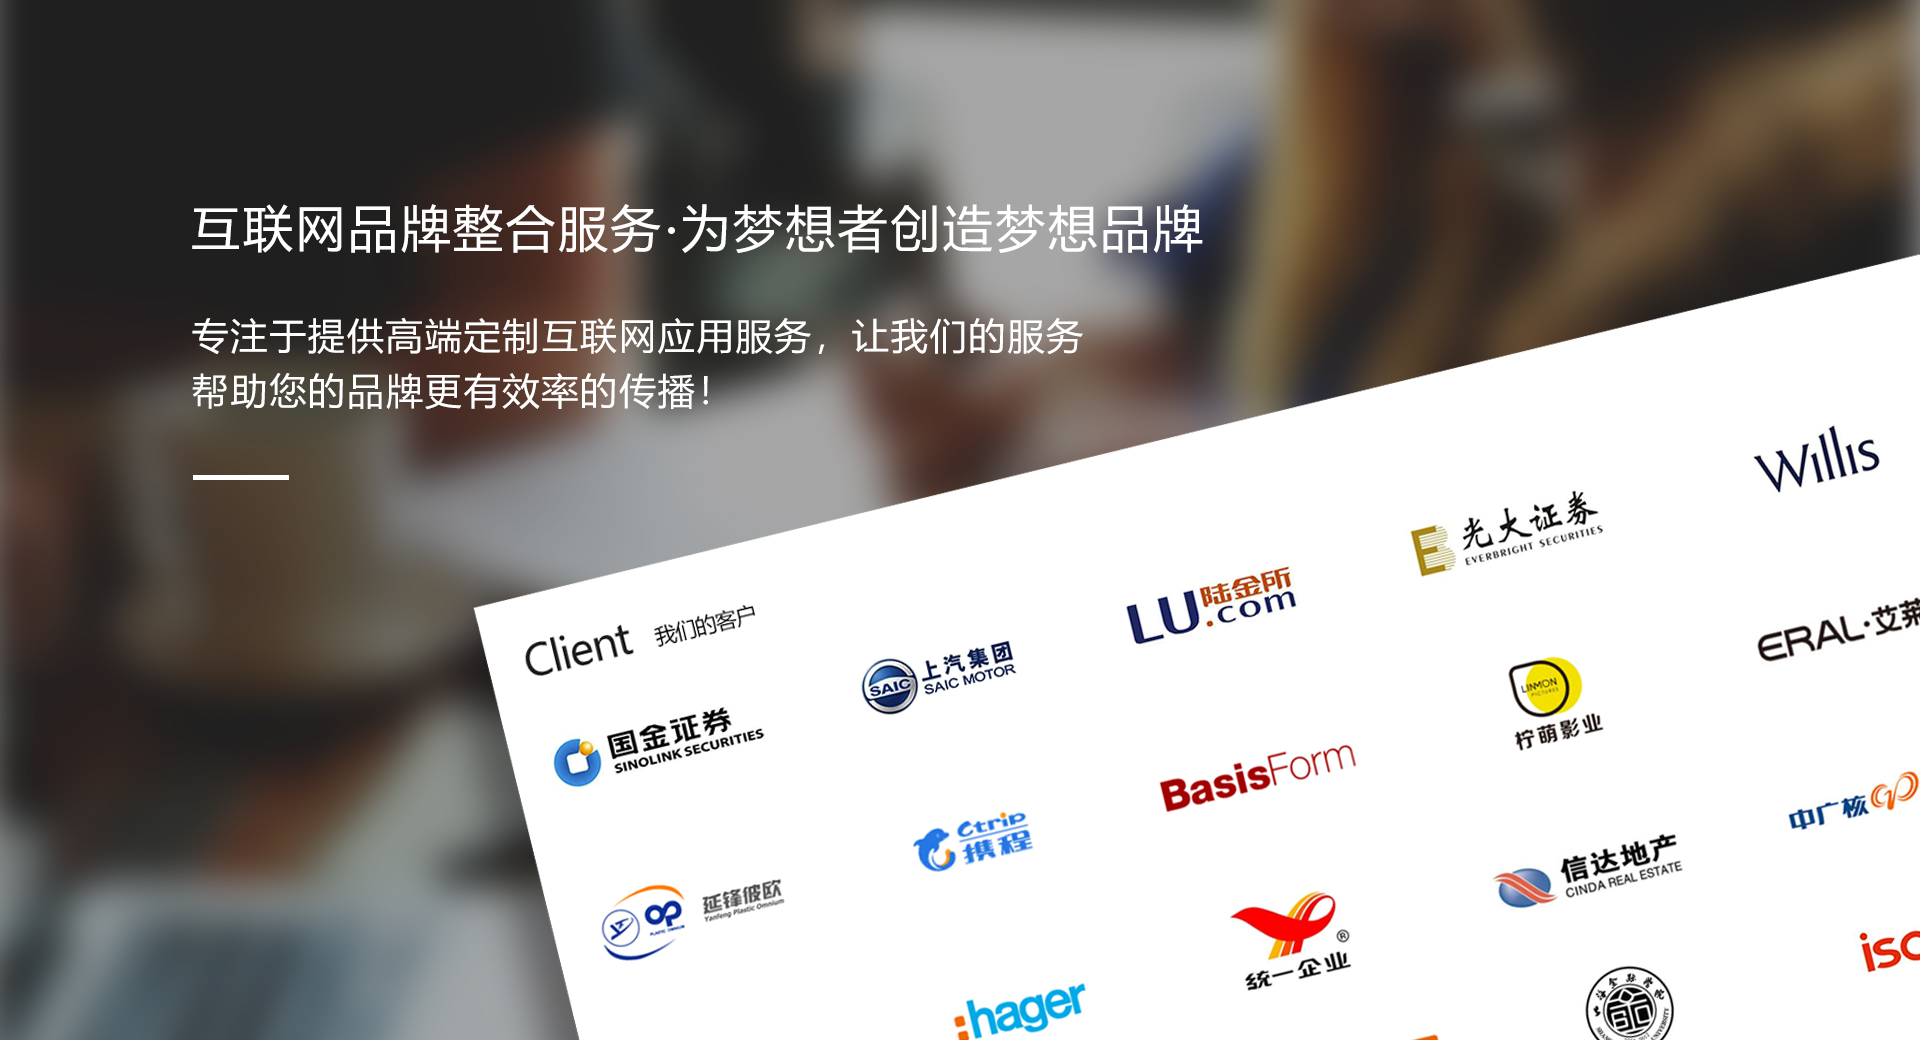 互联网品牌整合服务·为梦想者创造梦想品牌
专注于提供高端定制互联网应用服务，让我们的服务
帮助您的品牌更有效率的传播！
Client 我们的客户
Willis
光大证券
EVERBRIGHT SECURITIES
LU.com 陆金所
SAIC 上汽集团
SAIC MOTOR
国金证券
SINOLINK SECURITIES
ERAL·艾莱
LINMON
PICTURES
柠萌影业
BasisForm
Ctrip
携程
中广核
信达地产
CINDA REAL ESTATE
OP
PLASTIC OMNIUM
延锋彼欧
Yanfeng Plastic Omnium
®
统一企业
:hager
iso